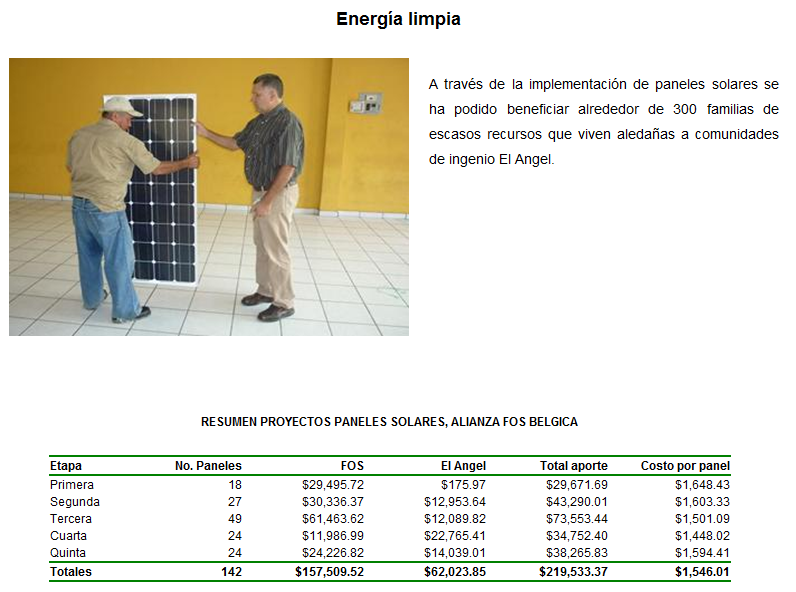 Energía limpia
A través de la implementación de paneles solares se
ha podido beneficiar alrededor de 300 familias de
escasos recursos que viven aledañas a comunidades
de ingenio El Angel.
RESUMEN PROYECTOS PANELES SOLARES, ALIANZA FOS BELGICA
Etapa No. Paneles FOS El Angel Total aporte Costo por panel
Primera 18 $29,495.72 $175.97 $29,671.69 $1,648.43
Segunda 27 $30,336.37 $12,953.64 $43,290.01 $1,603.33
Tercera 49 $61,463.62 $12,089.82 $73,553.44 $1,501.09
Cuarta 24 $11,986.99 $22,765.41 $34,752.40 $1,448.02
Quinta 24 $24,226.82 $14,039.01 $38,265.83 $1,594.41
Totales 142 $157,509.52 $62,023.85 $219,533.37 $1,546.01